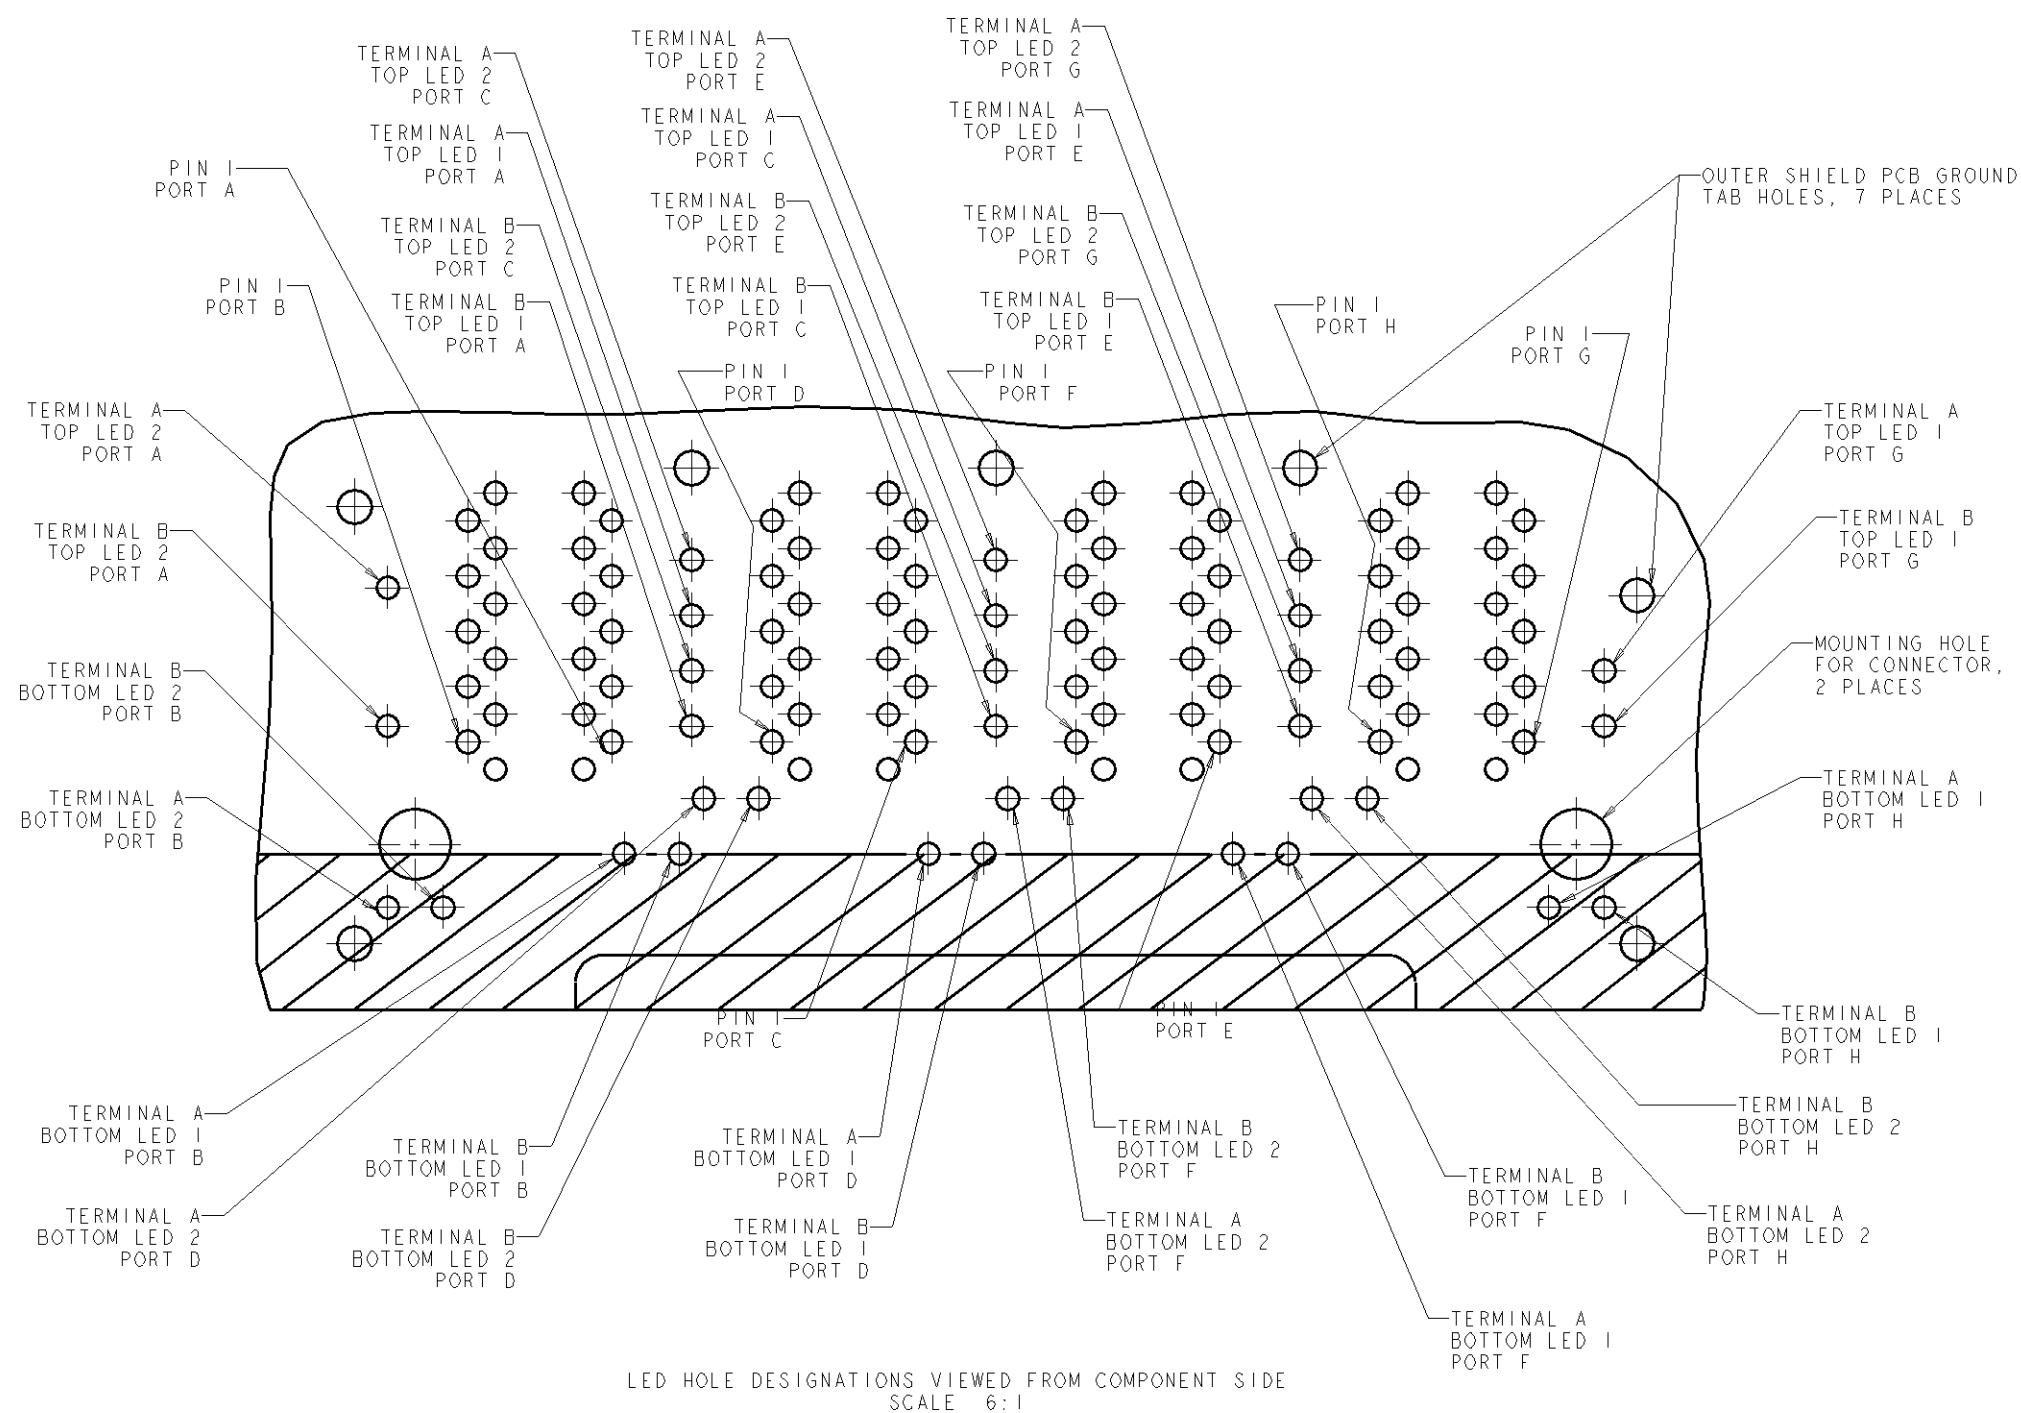 TERMINAL A
TOP LED 2
PORT C
TERMINAL A
TOP LED 1
PORT A
TERMINAL B
TOP LED 2
PORT C
TERMINAL B
TOP LED 1
PORT A
TERMINAL A
TOP LED 2
PORT E
TERMINAL A
TOP LED 1
PORT C
TERMINAL B
TOP LED 2
PORT E
TERMINAL B
TOP LED 1
PORT C
TERMINAL A
TOP LED 2
PORT G
TERMINAL A
TOP LED 1
PORT E
TERMINAL B
TOP LED 2
PORT G
TERMINAL B
TOP LED 1
PORT E
PIN 1
PORT A
PIN 1
PORT B
PIN 1
PORT D
PIN 1
PORT F
PIN 1
PORT H
PIN 1
PORT G
OUTER SHIELD PCB GROUND
TAB HOLES, 7 PLACES
TERMINAL A
TOP LED 2
PORT A
TERMINAL B
TOP LED 2
PORT A
TERMINAL B
BOTTOM LED 2
PORT B
TERMINAL A
BOTTOM LED 2
PORT B
TERMINAL A
TOP LED 1
PORT G
TERMINAL B
TOP LED 1
PORT G
MOUNTING HOLE
FOR CONNECTOR,
2 PLACES
TERMINAL A
BOTTOM LED 1
PORT H
TERMINAL B
BOTTOM LED 1
PORT H
PIN 1
PORT C
PIN 1
PORT E
TERMINAL A
BOTTOM LED 1
PORT B
TERMINAL A
BOTTOM LED 2
PORT D
TERMINAL B
BOTTOM LED 1
PORT B
TERMINAL B
BOTTOM LED 2
PORT D
TERMINAL A
BOTTOM LED 1
PORT D
TERMINAL B
BOTTOM LED 1
PORT D
TERMINAL B
BOTTOM LED 2
PORT F
TERMINAL A
BOTTOM LED 2
PORT F
TERMINAL B
BOTTOM LED 2
PORT H
TERMINAL B
BOTTOM LED 1
PORT F
TERMINAL A
BOTTOM LED 2
PORT H
TERMINAL A
BOTTOM LED 1
PORT F
LED HOLE DESIGNATIONS VIEWED FROM COMPONENT SIDE
SCALE 6:1